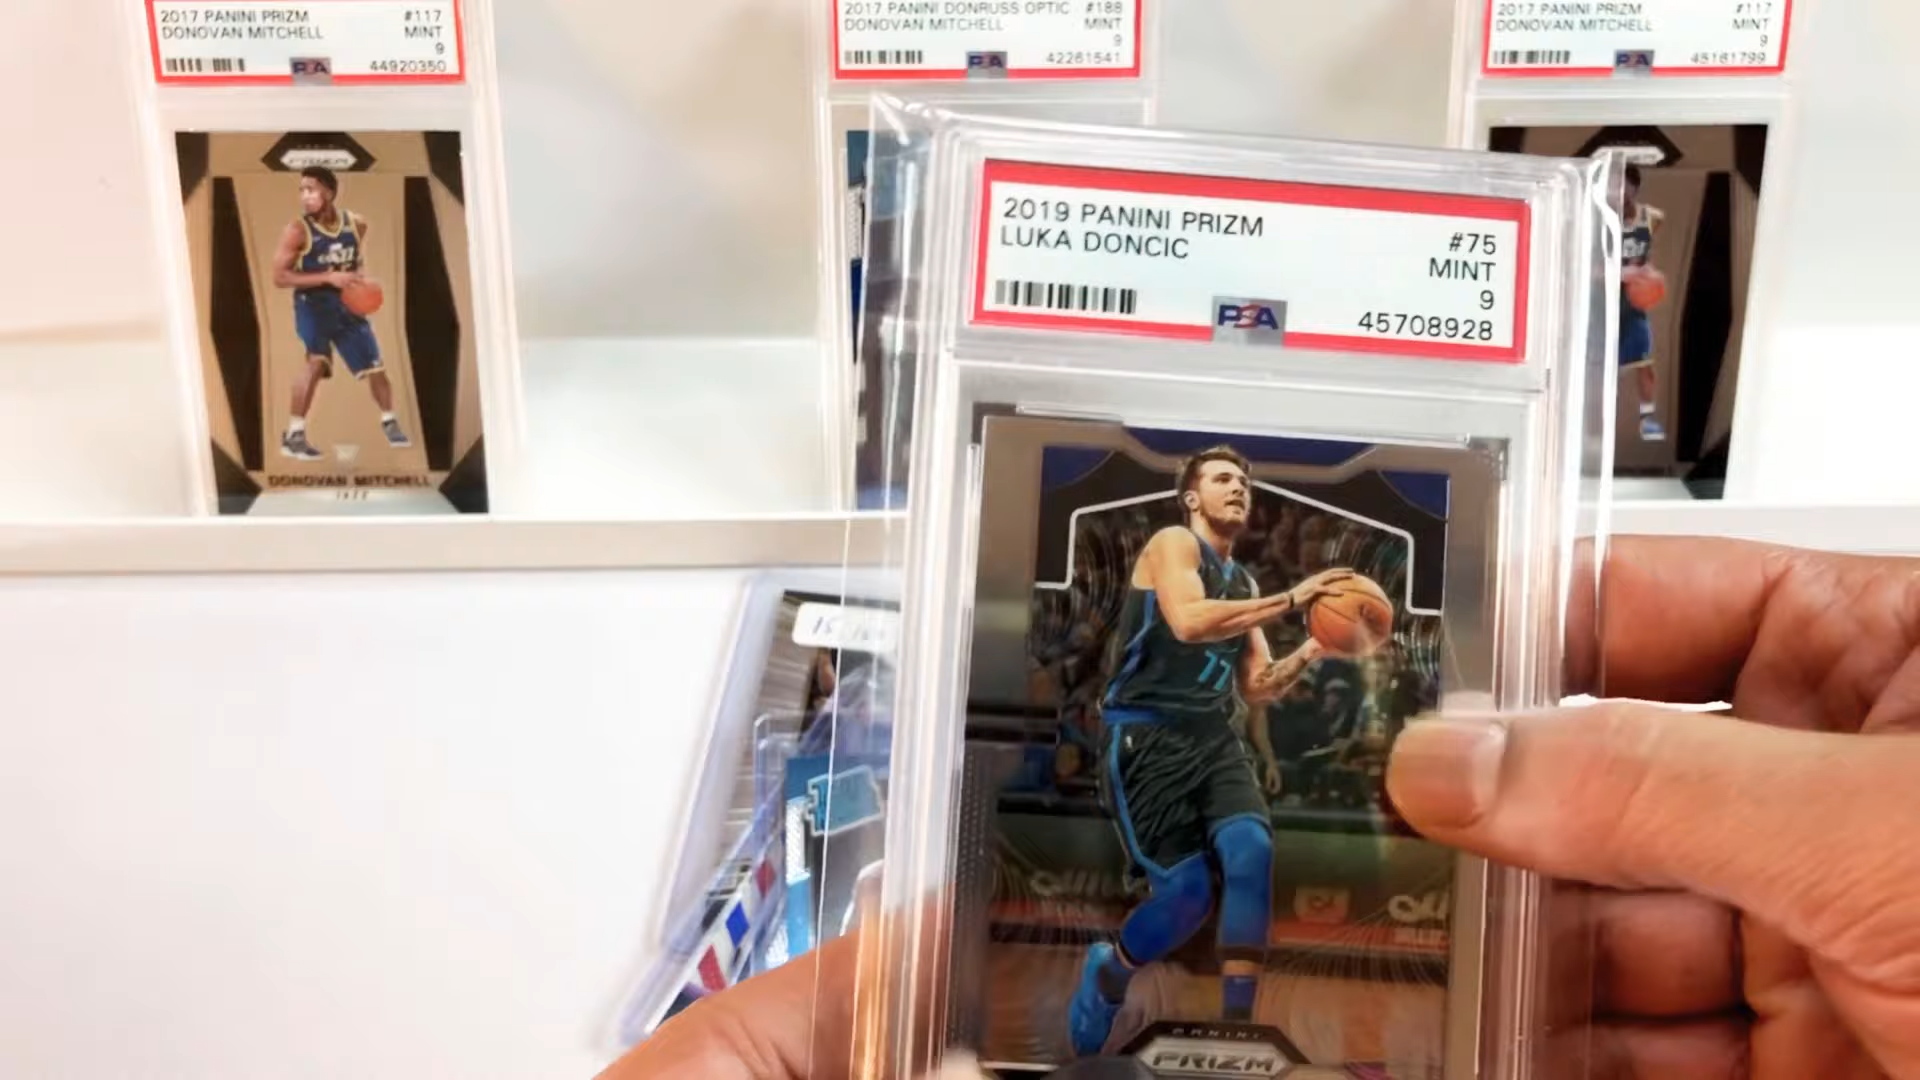 2017 PANINI PRIZM #117
DONOVAN MITCHELL MINT
9
PSA 44920350
2017 PANINI DONRUSS OPTIC #188
DONOVAN MITCHELL MINT
9
PSA 42261541
2017 PANINI PRIZM #117
DONOVAN MITCHELL MINT
9
PSA 45161799
PRIZM
DONOVAN MITCHELL
JAZZ
2019 PANINI PRIZM #75
LUKA DONCIC MINT
9
PSA 45708928
77
PANINI
PRIZM